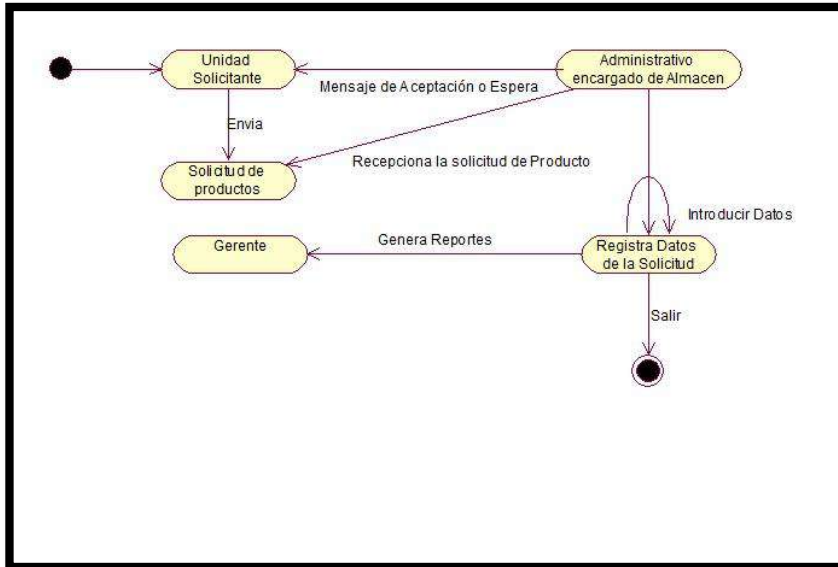 Unidad
Solicitante
Administrativo
encargado de Almacen
Mensaje de Aceptación o Espera
Envia
Recepciona la solicitud de Producto
Solicitud de
productos
Introducir Datos
Gerente
Genera Reportes
Registra Datos
de la Solicitud
Salir